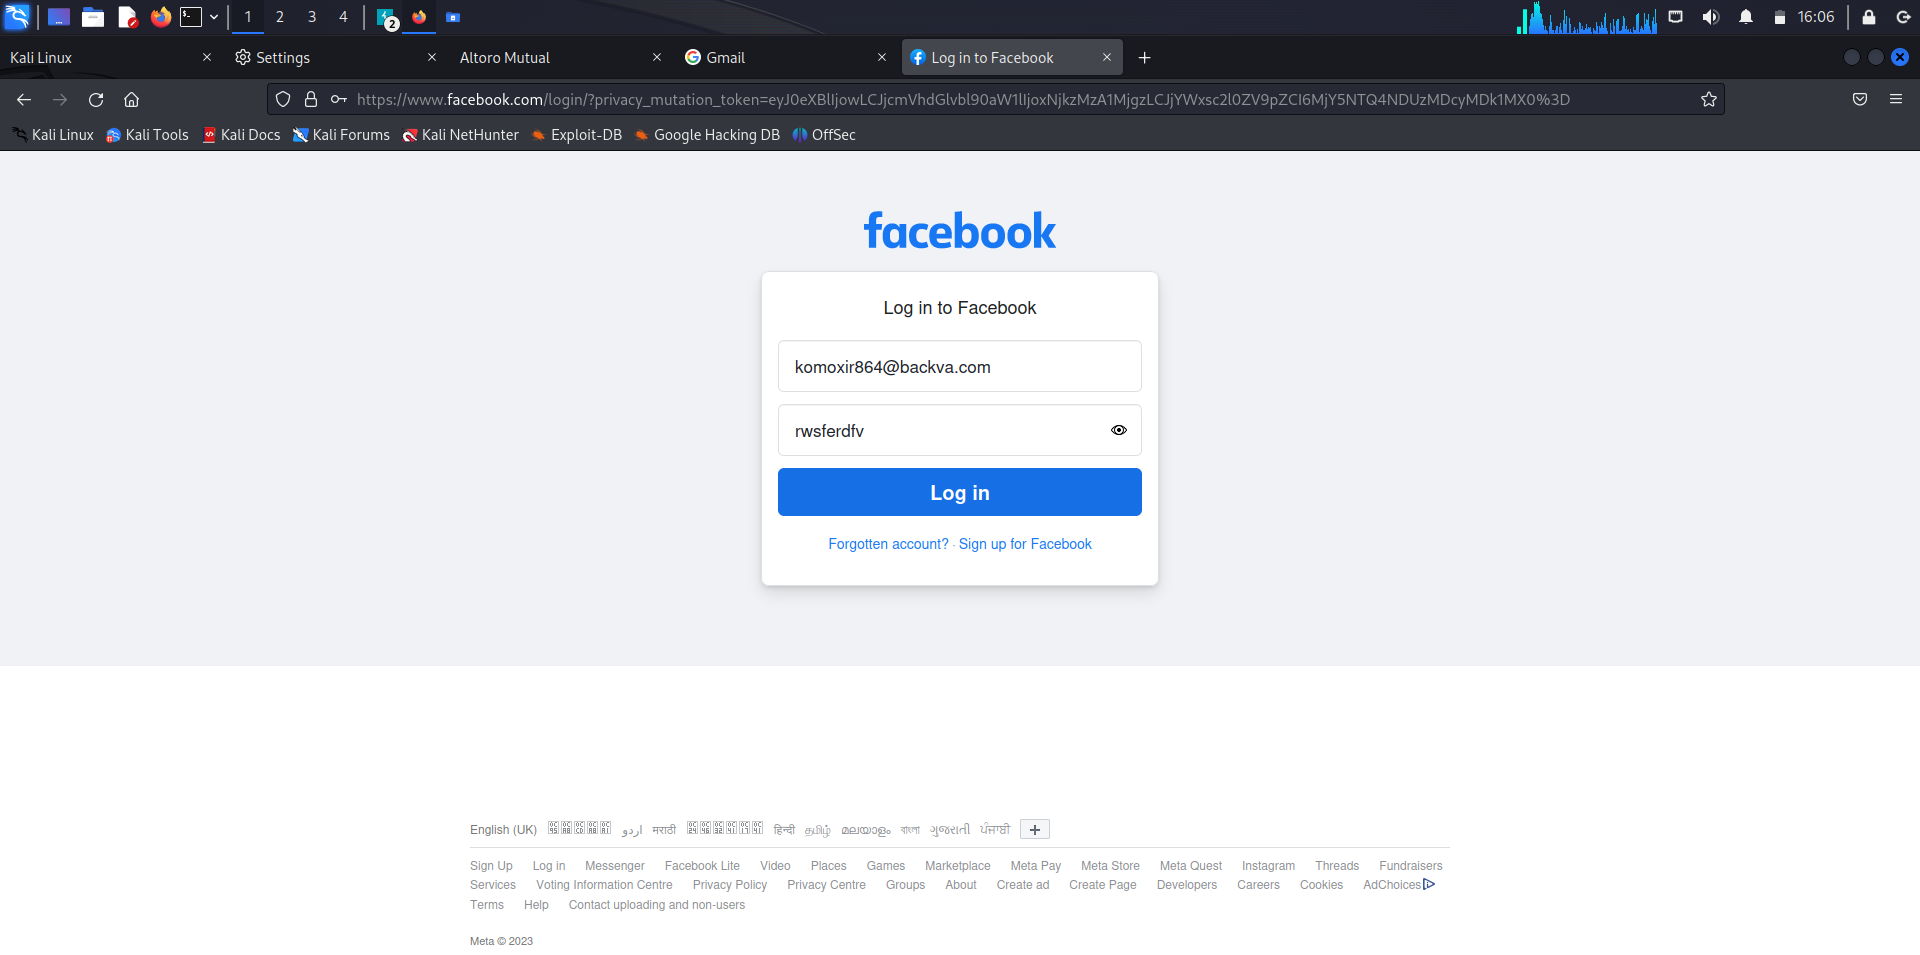 1 2 3 4 2 16:06
Kali Linux Settings Altoro Mutual Gmail Log in to Facebook
https://www.facebook.com/login/?privacy_mutation_token=eyJ0eXBlIjowLCJjcmVhdGlvbl90aW1lIjoxNjkzMzA1MjgzLCJjYWxsc2l0ZV9pZCI6MjY5NTQ4NDUzMDcyMDk1MX0%3D
Kali Linux Kali Tools Kali Docs Kali Forums Kali NetHunter Exploit-DB Google Hacking DB OffSec
facebook
Log in to Facebook
komoxir864@backva.com
rwsferdfv
Log in
Forgotten account? · Sign up for Facebook
English (UK) اردو मराठी हिन्दी தமிழ் മലയാളം বাংলা ગુજરાતી ਪੰਜਾਬੀ +
Sign Up Log in Messenger Facebook Lite Video Places Games Marketplace Meta Pay Meta Store Meta Quest Instagram Threads Fundraisers
Services Voting Information Centre Privacy Policy Privacy Centre Groups About Create ad Create Page Developers Careers Cookies AdChoices
Terms Help Contact uploading and non-users
Meta © 2023